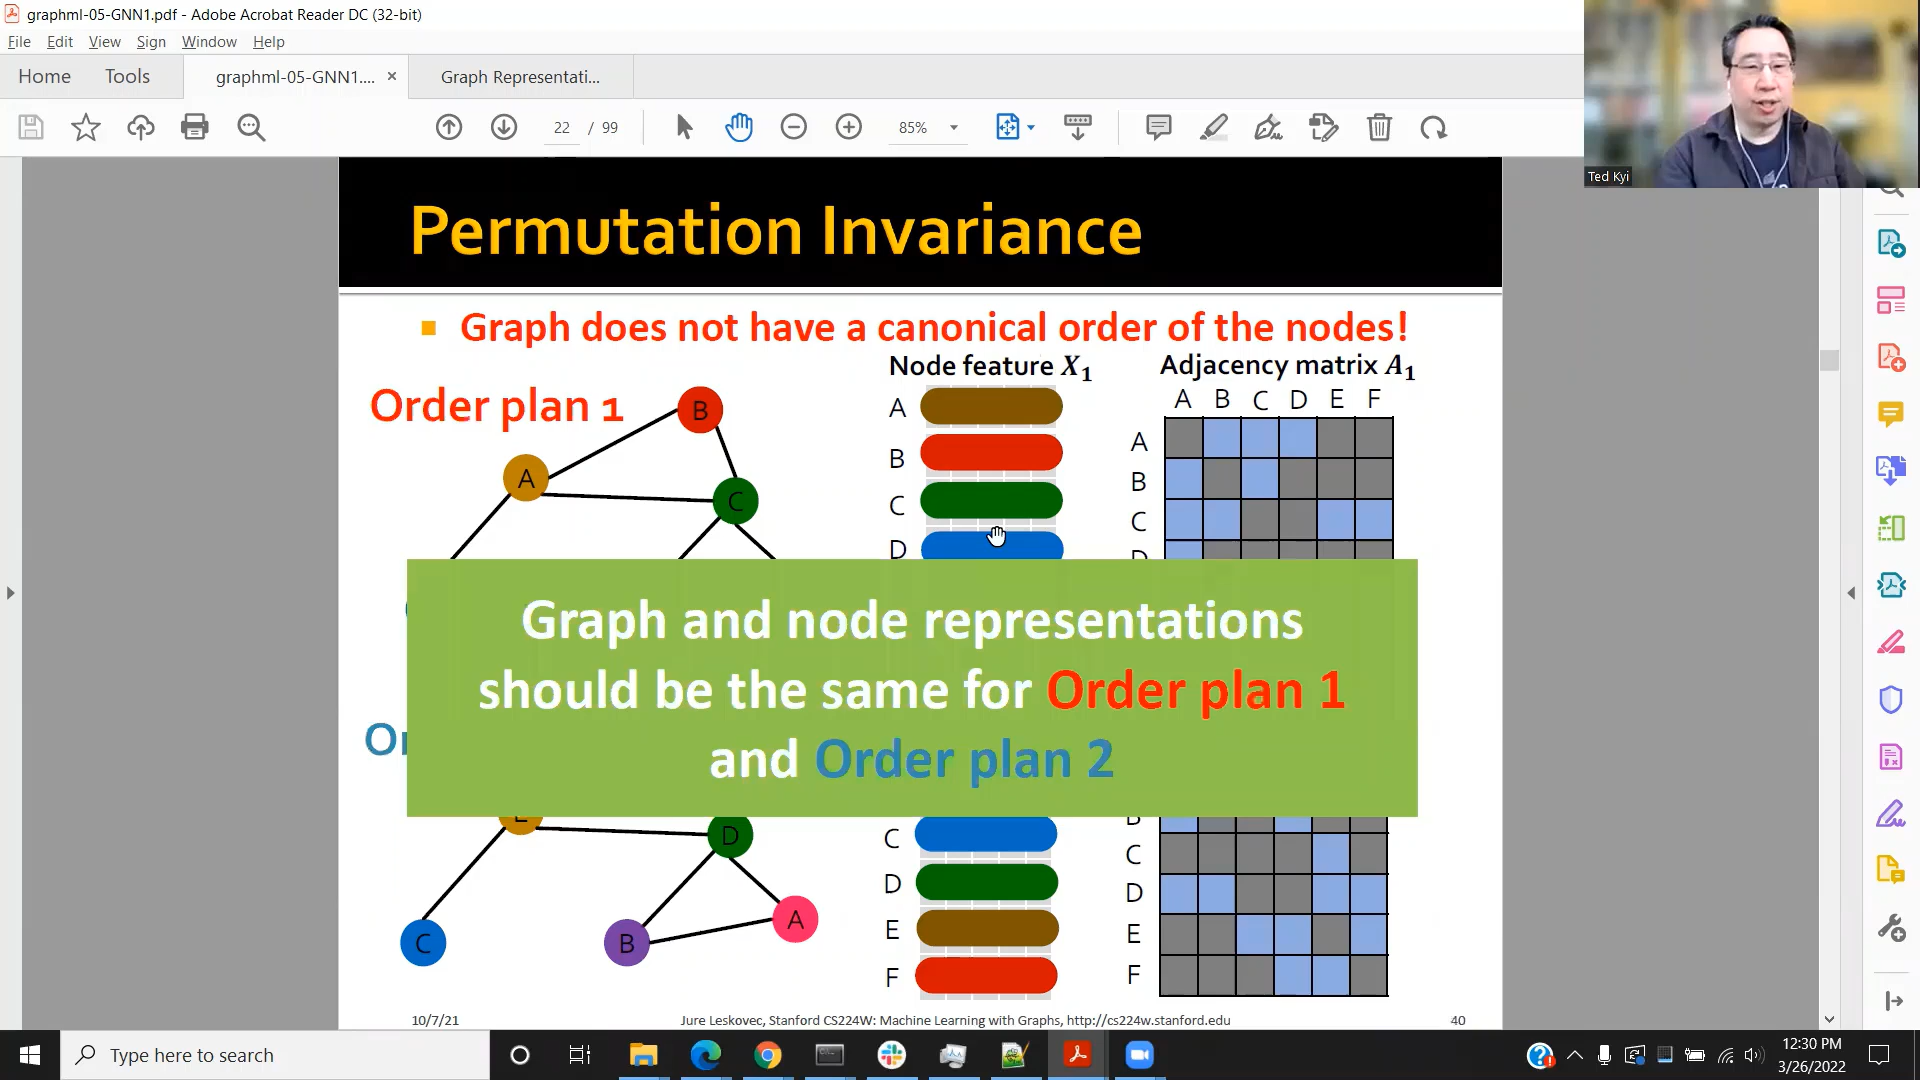 graphml-05-GNN1.pdf - Adobe Acrobat Reader DC (32-bit)
File Edit View Sign Window Help
Home Tools graphml-05-GNN1.... × Graph Representati...
22 / 99 85%
Ted Kyi
Permutation Invariance
Graph does not have a canonical order of the nodes!
Node feature X₁ Adjacency matrix A₁
Order plan 1
A B C D E F
A
B
C
D
A
B
C
D
B
A
C
Graph and node representations
should be the same for Order plan 1
and Order plan 2
Or
E
D
C
B
A
C
D
E
F
B
C
D
E
F
10/7/21 Jure Leskovec, Stanford CS224W: Machine Learning with Graphs, http://cs224w.stanford.edu 40
Type here to search
12:30 PM
3/26/2022